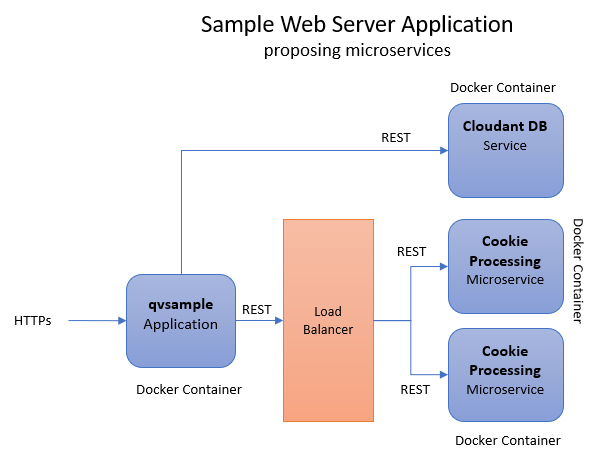 Sample Web Server Application
proposing microservices
Docker Container
Cloudant DB
Service
REST
Docker Container
Cookie
Processing
Microservice
REST
qvsample
Application
HTTPs
REST
Load
Balancer
Cookie
Processing
Microservice
REST
Docker Container
Docker Container